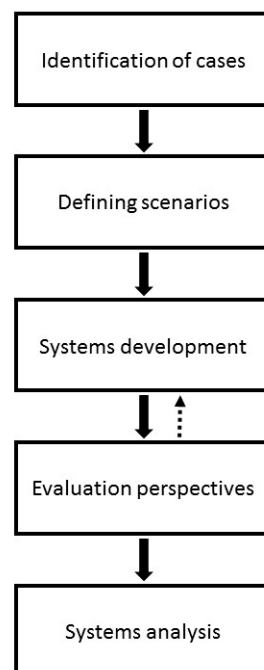 Identification of cases
Defining scenarios
Systems development
Evaluation perspectives
Systems analysis